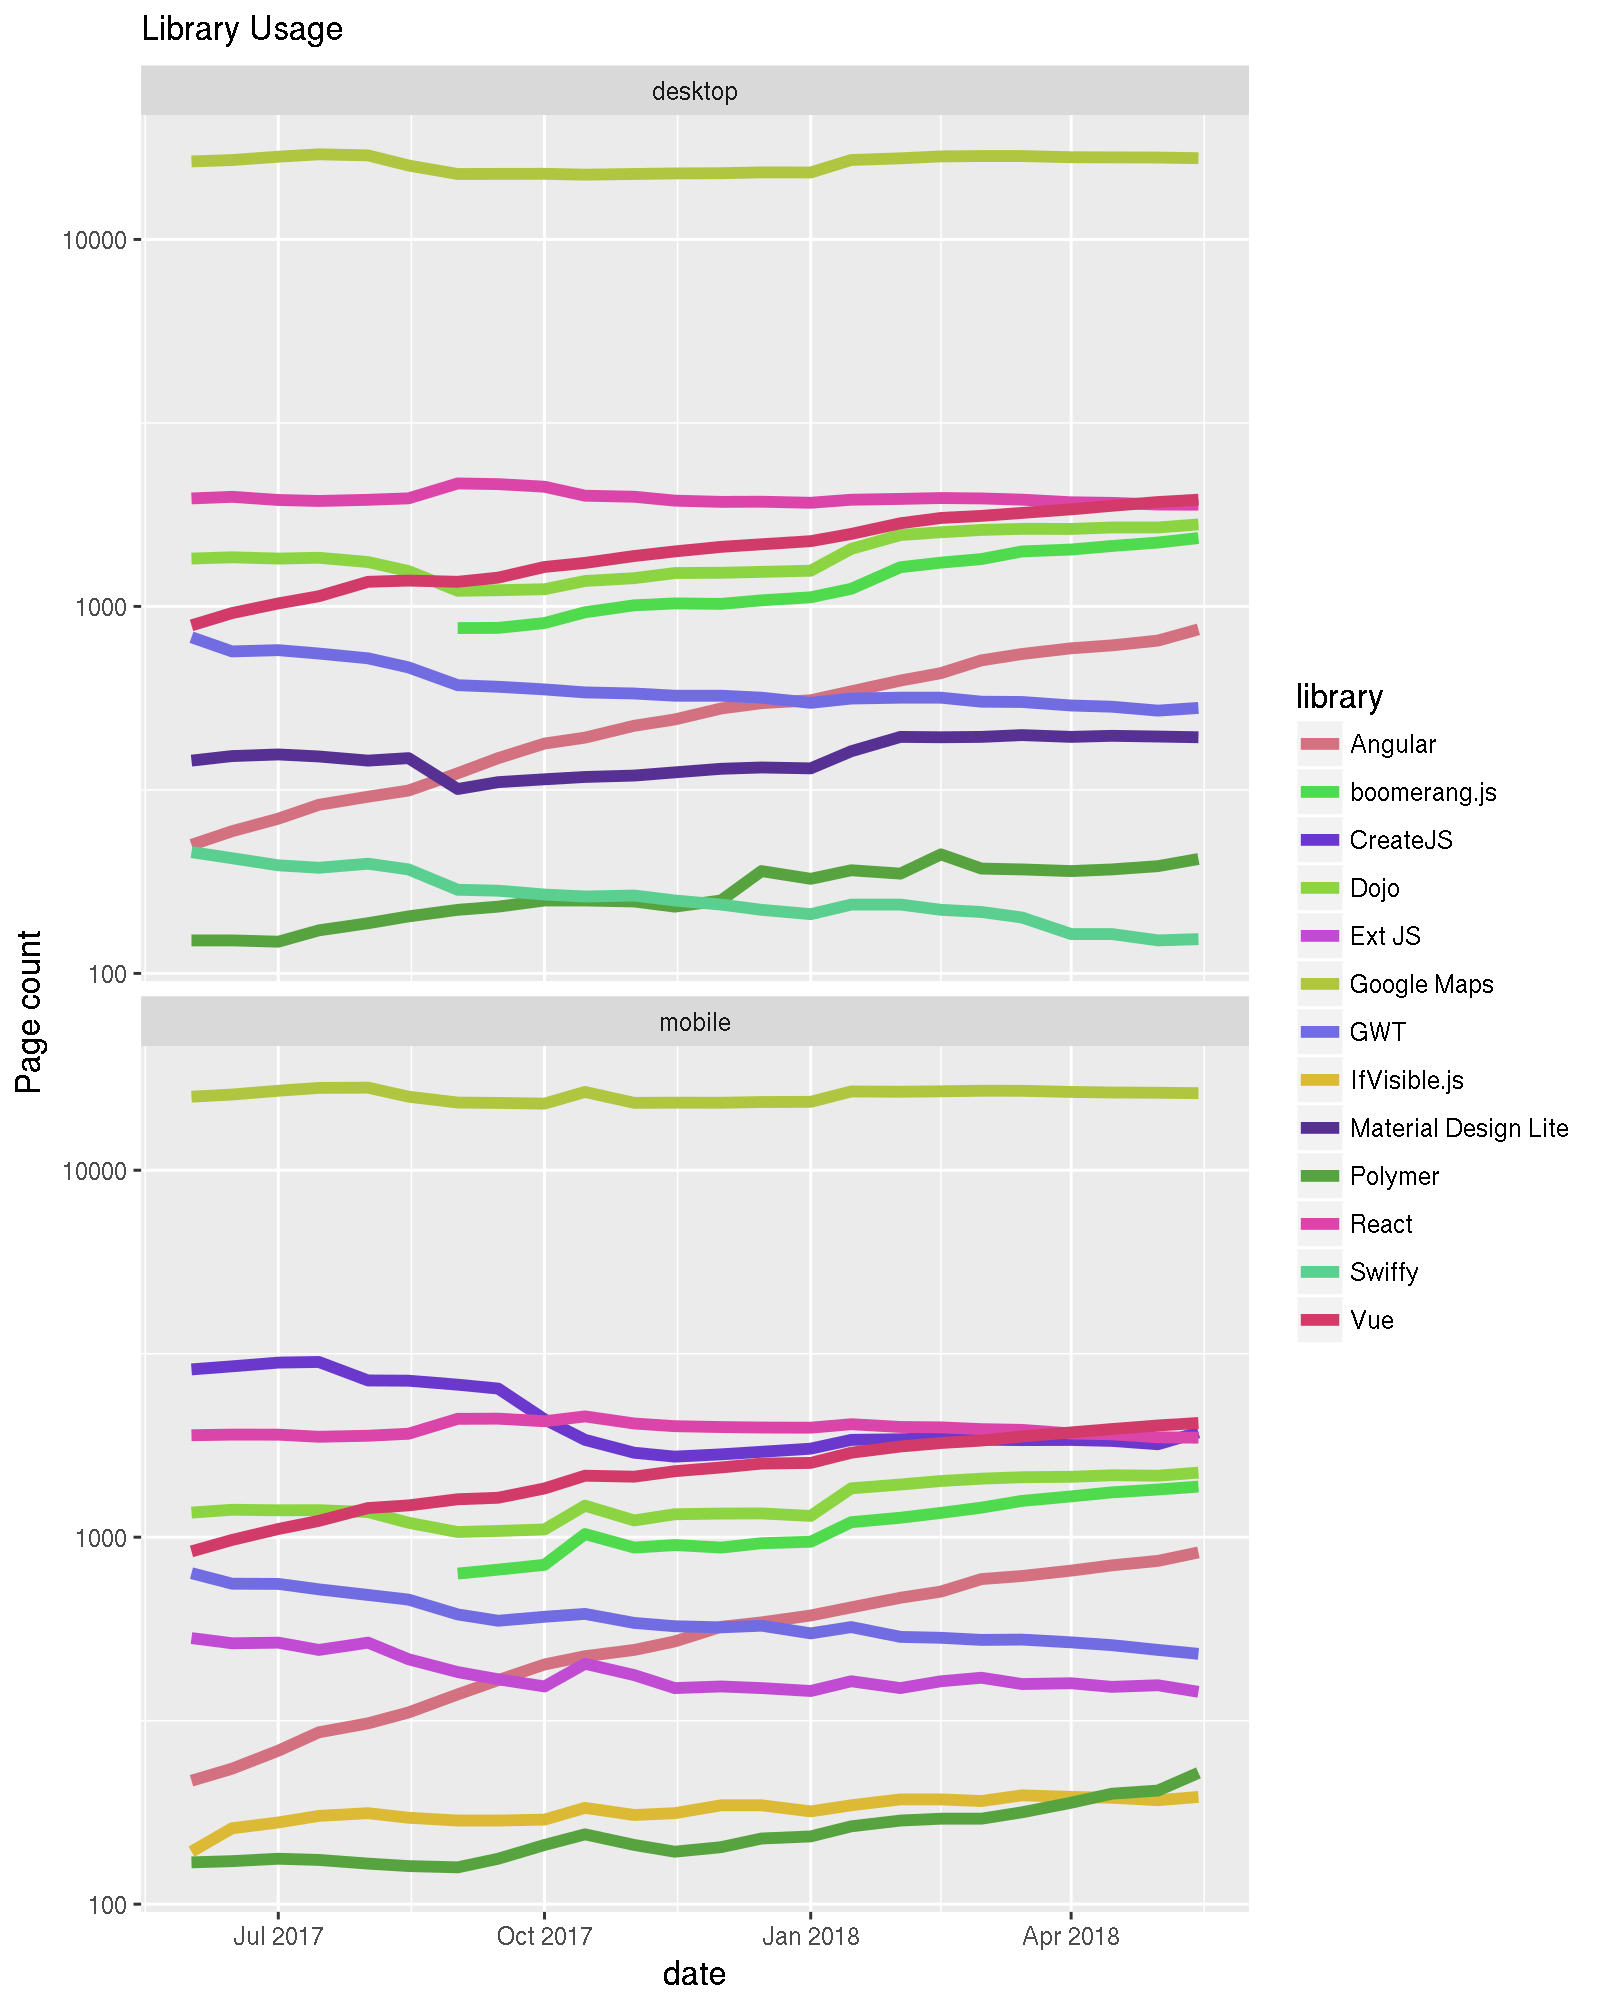 Library Usage
desktop
10000
1000
100
mobile
10000
1000
100
Jul 2017
Oct 2017
Jan 2018
Apr 2018
date
Page count
library
Angular
boomerang.js
CreateJS
Dojo
Ext JS
Google Maps
GWT
IfVisible.js
Material Design Lite
Polymer
React
Swiffy
Vue